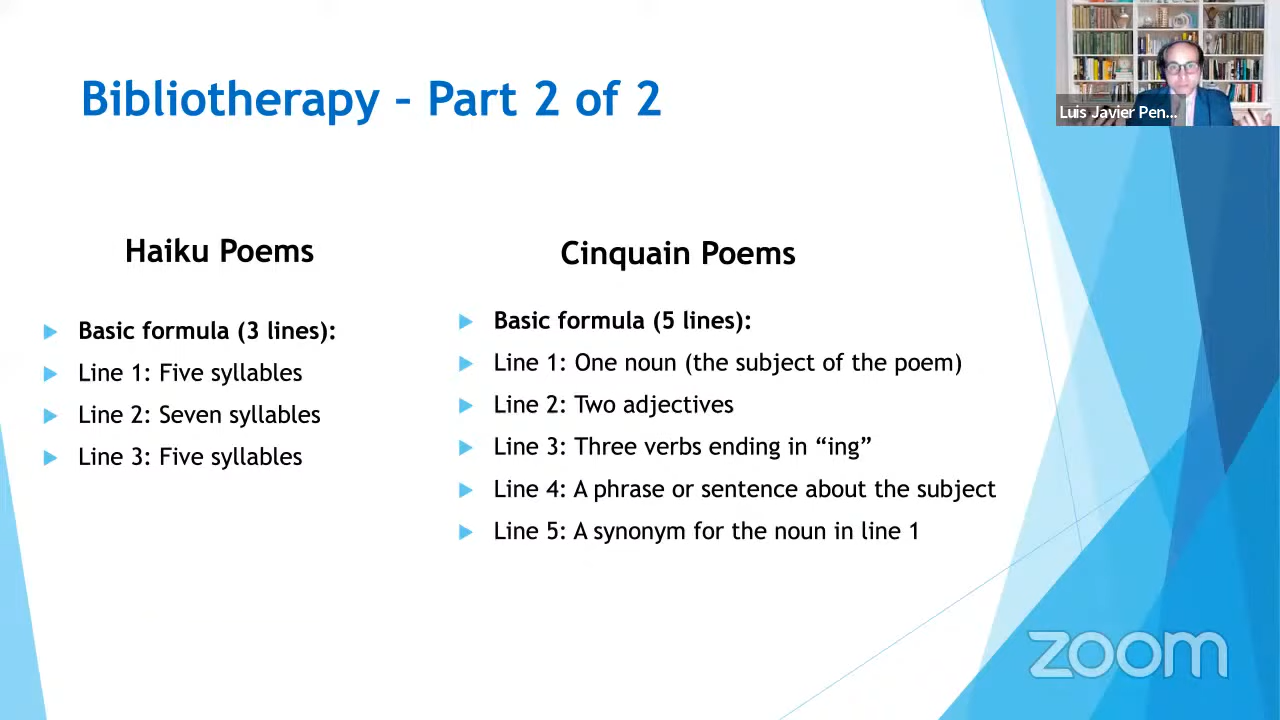 Bibliotherapy – Part 2 of 2
Luis Javier Pen...
Haiku Poems
Basic formula (3 lines):
Line 1: Five syllables
Line 2: Seven syllables
Line 3: Five syllables
Cinquain Poems
Basic formula (5 lines):
Line 1: One noun (the subject of the poem)
Line 2: Two adjectives
Line 3: Three verbs ending in “ing”
Line 4: A phrase or sentence about the subject
Line 5: A synonym for the noun in line 1
zoom